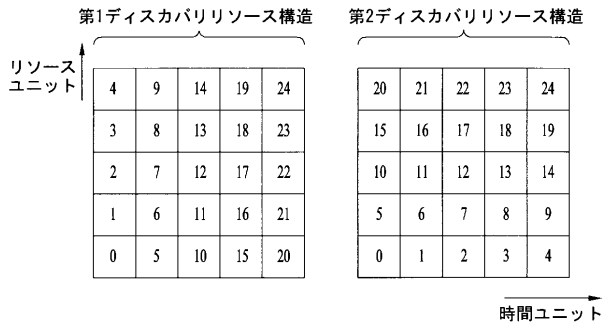 第1ディスカバリリソース構造 第2ディスカバリリソース構造
リソース
ユニット
4 9 14 19 24 20 21 22 23 24
3 8 13 18 23 15 16 17 18 19
2 7 12 17 22 10 11 12 13 14
1 6 11 16 21 5 6 7 8 9
0 5 10 15 20 0 1 2 3 4
時間ユニット